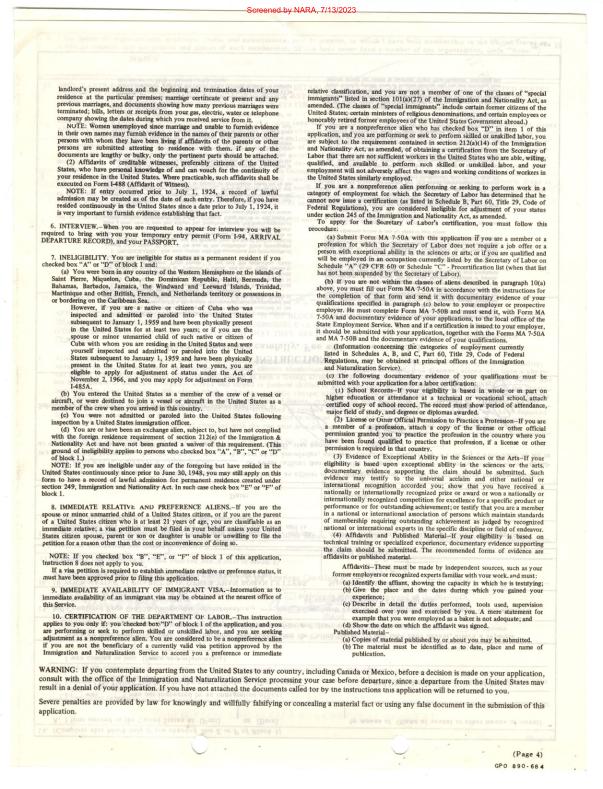 Screened by NARA, 7/13/2023
landlord's present address and the beginning and termination dates of your
residence at the particular premises; marriage certificate of present and any
previous marriages, and documents showing how many previous marriages were
terminated; bills, letters or receipts from your gas, electric, water or telephone
company showing the dates during which you received service from it.
NOTE: Women unemployed since marriage and unable to furnish evidence
in their own names may furnish evidence in the names of their parents or other
persons with whom they have been living if affidavits of the parents or other
persons are submitted attesting to residence with them. If any of the
documents are lengthy or bulky, only the pertinent parts should be attached.
(2) Affidavits of creditable witnesses, preferably citizens of the United
States, who have personal knowledge of and can vouch for the continuity of
your residence in the United States. Where practicable, such affidavits shall be
executed on Form I-488 (Affidavit of Witness).
NOTE: If entry occurred prior to July 1, 1924, a record of lawful
admission may be created as of the date of such entry. Therefore, if you have
resided continuously in the United States since a date prior to July 1, 1924, it
is very important to furnish evidence establishing that fact.
6. INTERVIEW.–When you are requested to appear for interview you will be
required to bring with you your temporary entry permit (Form I-94, ARRIVAL
DEPARTURE RECORD), and your PASSPORT.
7. INELIGIBILITY. You are ineligible for status as a permanent resident if you
checked box "A" or "D" of block 1 and:
(a) You were born in any country of the Western Hemisphere or the islands of
Saint Pierre, Miquelon, Cuba, the Dominican Republic, Haiti, Bermuda, the
Bahamas, Barbados, Jamaica, the Windward and Leeward Islands, Trinidad,
Martinique and other British, French, and Netherlands territory or possessions in
or bordering on the Caribbean Sea.
However, if you are a native or citizen of Cuba who was
inspected and admitted or paroled into the United States
subsequent to January 1, 1959 and have been physically present
in the United States for at least two years; or if you are the
spouse or minor unmarried child of such native or citizen of
Cuba with whom you are residing in the United States and were
yourself inspected and admitted or paroled into the United
States subsequent to January 1, 1959 and have been physically
present in the United States for at least two years, you are
eligible to apply for adjustment of status under the Act of
November 2, 1966, and you may apply for adjustment on Form
I-485A.
(b) You entered the United States as a member of the crew of a vessel or
aircraft, or were destined to join a vessel or aircraft in the United States as a
member of the crew when you arrived in this country.
(c) You were not admitted or paroled into the United States following
inspection by a United States immigration officer.
(d) You are or have been an exchange alien, subject to, but have not complied
with the foreign residence requirement of section 212(e) of the Immigration &
Nationality Act and have not been granted a waiver of this requirement. (This
ground of ineligibility applies to persons who checked box "A", "B", "C" or "D"
of block 1.)
NOTE: If you are ineligible under any of the foregoing but have resided in the
United States continuously since prior to June 30, 1948, you may still apply on this
form to have a record of lawful admission for permanent residence created under
section 249, Immigration and Nationality Act. In such case check box "E" or "F" of
block 1.
8. IMMEDIATE RELATIVE AND PREFERENCE ALIENS.–If you are the
spouse or minor unmarried child of a United States citizen, or if you are the parent
of a United States citizen who is at least 21 years of age, you are classifiable as an
immediate relative; a visa petition must be filed in your behalf unless your United
States citizen spouse, parent or son or daughter is unable or unwilling to file the
petition for a reason other than the cost or inconvenience of doing so.
NOTE: If you checked box "B", "E", or "F" of block 1 of this application,
Instruction 8 does not apply to you.
If a visa petition is required to establish immediate relative or preference status, it
must have been approved prior to filing this application.
9. IMMEDIATE AVAILABILITY OF IMMIGRANT VISA.–Information as to
immediate availability of an immigrant visa may be obtained at the nearest office of
this Service.
10. CERTIFICATION OF THE DEPARTMENT OF LABOR.–This instruction
applies to you only if: you checked box "D" of block 1 of the application, and you
are performing or seek to perform skilled or unskilled labor, and you are seeking
adjustment as a nonpreference alien. You are considered to be a nonpreference alien
if you are not the beneficiary of a currently valid visa petition approved by the
Immigration and Naturalization Service to accord you a preference or immediate
relative classification, and you are not a member of one of the classes of "special
immigrants" listed in section 101(a)(27) of the Immigration and Nationality Act, as
amended. (The classes of "special immigrants" include certain former citizens of the
United States; certain ministers of religious denominations, and certain employees or
honorably retired former employees of the United States Government abroad.)
If you are a nonpreference alien who has checked box "D" in item 1 of this
application, and you are performing or seek to perform skilled or unskilled labor, you
are subject to the requirement contained in section 212(a)(14) of the Immigration
and Nationality Act, as amended, of obtaining a certification from the Secretary of
Labor that there are not sufficient workers in the United States who are able, willing,
qualified, and available to perform such skilled or unskilled labor, and your
employment will not adversely affect the wages and working conditions of workers in
the United States similarly employed.
If you are a nonpreference alien performing or seeking to perform work in a
category of employment for which the Secretary of Labor has determined that he
cannot now issue a certification (as listed in Schedule B, Part 60, Title 29, Code of
Federal Regulations), you are considered ineligible for adjustment of your status
under section 245 of the Immigration and Nationality Act, as amended.
To apply for the Secretary of Labor's certification, you must follow this
procedure:
(a) Submit Form MA 7-50A with this application if you are a member or a
profession for which the Secretary of Labor does not require a job offer or a
person with exceptional ability in the sciences or arts; or if you are qualified and
will be employed in an occupation currently listed by the Secretary of Labor on
Schedule "A" (29 CFR 60) or Schedule "C" - Precertification list (when that list
has not been suspended by the Secretary of Labor).
(b) If you are not within the classes of aliens described in paragraph 10(a)
above, you must fill out Form MA 7-50A in accordance with the instructions for
the completion of that form and send it with documentary evidence of your
qualifications specified in paragraph (c) below to your employer or prospective
employer. He must complete Form MA 7-50B and must send it, with Form MA
7-50A and documentary evidence of your qualifications, to the local office of the
State Employment Service. When and if a certification is issued to your employer,
it should be submitted with your application, together with the Forms MA 7-50A
and MA 7-50B and the documentary evidence of your qualifications.
(Information concerning the categories of employment currently
listed in Schedules A, B, and C, Part 60, Title 29, Code of Federal
Regulations, may be obtained at principal offices of the Immigration
and Naturalization Service).
(c) The following documentary evidence of your qualifications must be
submitted with your application for a labor certification:
(1) School Records–If your eligibility is based in whole or in part on
higher education or attendance at a technical or vocational school, attach
certified copy of school record. The record must show period of attendance,
major field of study, and degrees or diplomas awarded.
(2) License or Other Official Permission to Practice a Profession–If you are
a member of a profession, attach a copy of the license or other official
permission granted you to practice the profession in the country where you
have been found qualified to practice that profession, if a license or other
permission is required in that country.
(3) Evidence of Exceptional Ability in the Sciences or the Arts–If your
eligibility is based upon exceptional ability in the sciences or the arts,
documentary evidence supporting the claim should be submitted. Such
evidence may testify to the universal acclaim and either national or
international recognition accorded you; show that you have received a
nationally or internationally recognized prize or award or won a nationally or
internationally recognized competition for excellence for a specific product or
performance or for outstanding achievement; or testify that you are a member
in a national or international association of persons which maintain standards
of membership requiring outstanding achievement as judged by recognized
national or international experts in the specific discipline or field of endeavor.
(4) Affidavits and Published Material–If your eligibility is based on
technical training or specialized experience, documentary evidence supporting
the claim should be submitted. The recommended forms of evidence are
affidavits or published material.
Affidavits–These must be made by independent sources, such as your
former employers or recognized experts familiar with your work, and must:
(a) Identify the affiant, showing the capacity in which he is testifying;
(b) Give the place and the dates during which you gained your
experience;
(c) Describe in detail the duties performed, tools used, supervision
exercised over you and exercised by you. A mere statement for
example that you were employed as a baker is not adequate; and
(d) Show the date on which the affidavit was signed.
Published Material–
(a) Copies of material published by or about you may be submitted.
(b) The material must be identified as to date, place and name of
publication.
WARNING: If you contemplate departing from the United States to any country, including Canada or Mexico, before a decision is made on your application,
consult with the office of the Immigration and Naturalization Service processing your case before departure, since a departure from the United States may
result in a denial of your application. If you have not attached the documents called for by the instructions this application will be returned to you.
Severe penalties are provided by law for knowingly and willfully falsifying or concealing a material fact or using any false document in the submission of this
application.
(Page 4)
GPO 890-684